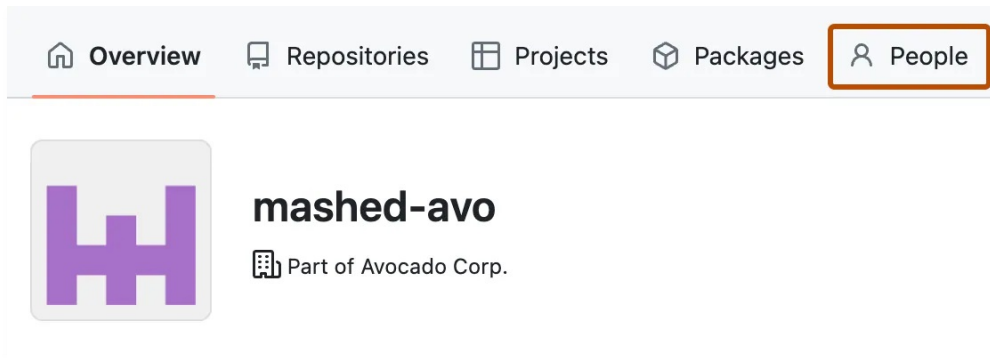 Overview Repositories Projects Packages People
mashed-avo
Part of Avocado Corp.